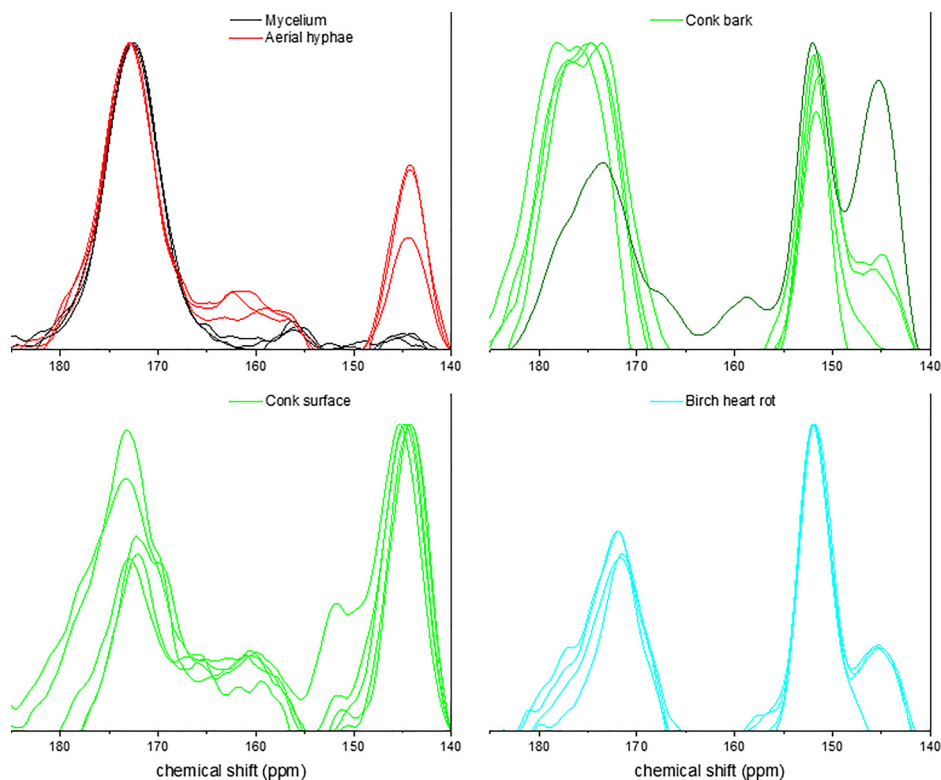 Mycelium
Aerial hyphae
Conk bark
180 170 160 150 140
180 170 160 150 140
Conk surface
Birch heart rot
180 170 160 150 140
180 170 160 150 140
chemical shift (ppm)
chemical shift (ppm)